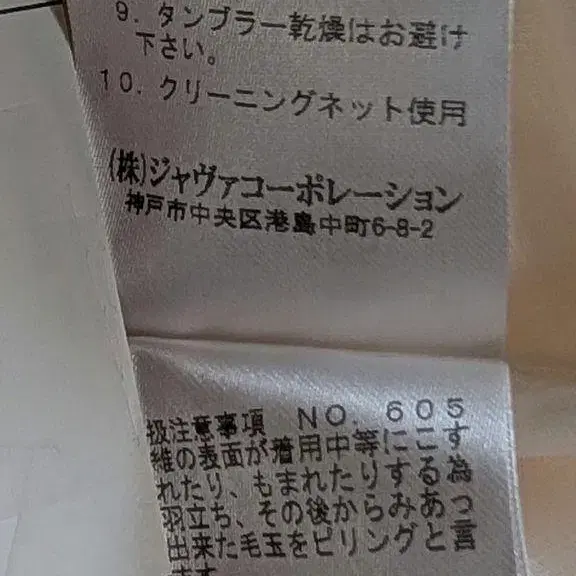 9. タンブラー乾燥はお避け
下さい。
10. クリーニングネット使用
(株)ジャヴァコーポレーション
神戸市中央区港島中町6-8-2
扱注意事項 NO. 605
維の表面が着用中等にこす
れたり、もまれたりする為
羽立ち、その後からみあっ
出来た毛玉をピリングと言
ます